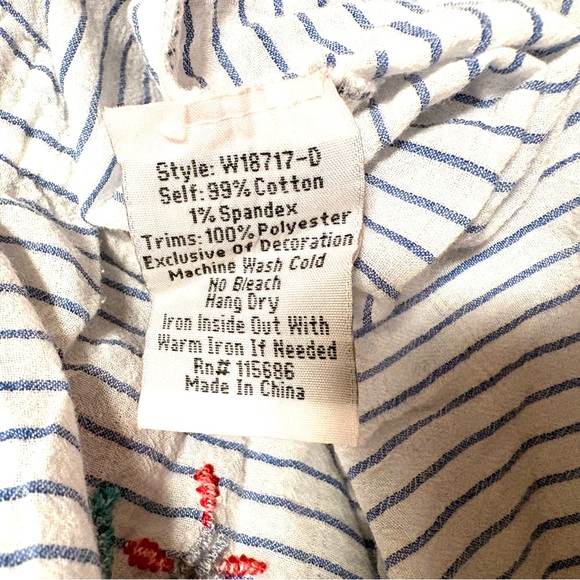 Style: W18717-D
Self: 99% Cotton
1% Spandex
Trims: 100% Polyester
Exclusive Of Decoration
Machine Wash Cold
No Bleach
Hang Dry
Iron Inside Out With
Warm Iron If Needed
Rn# 115686
Made In China